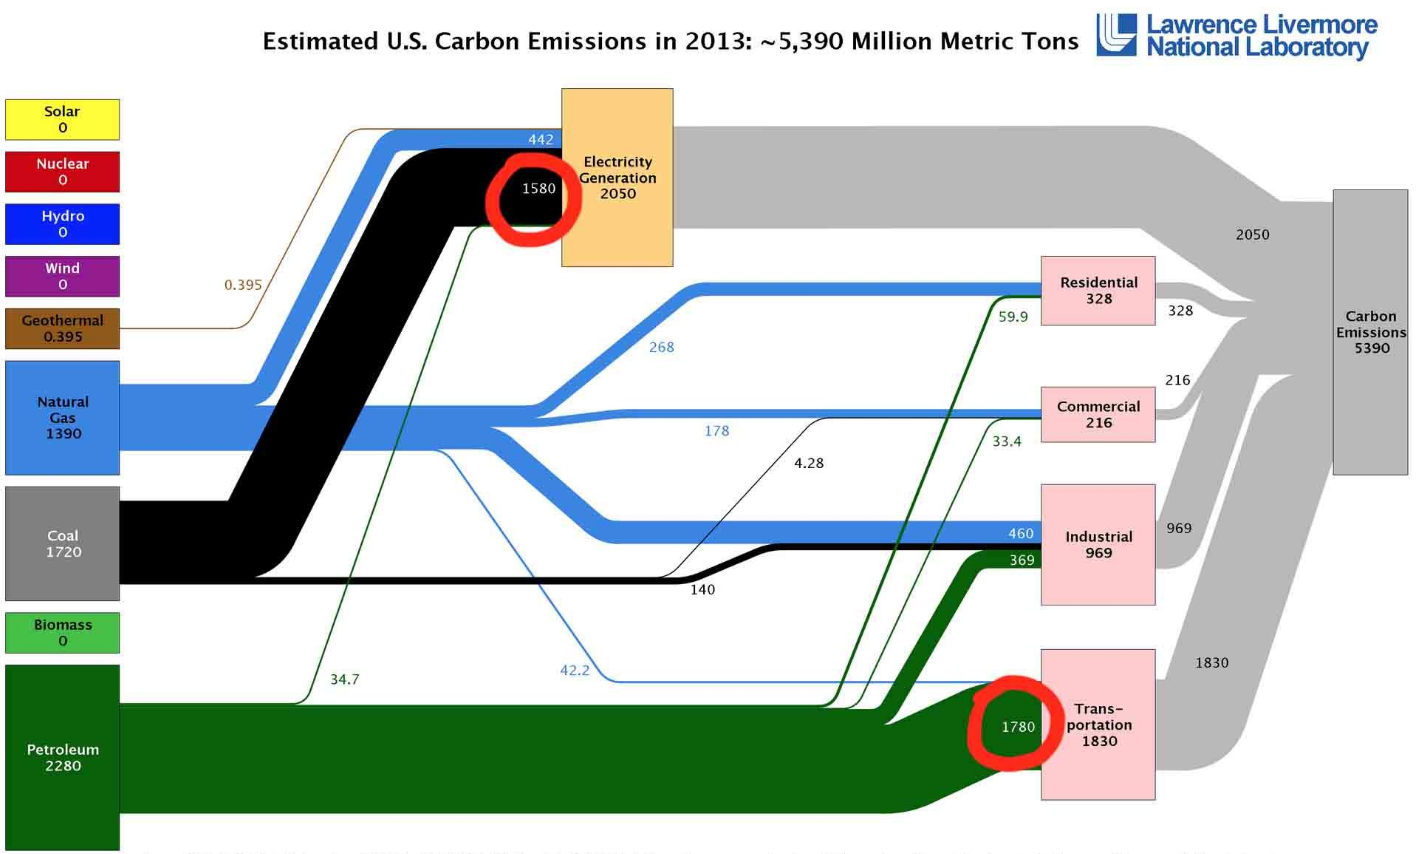 Estimated U.S. Carbon Emissions in 2013: ~5,390 Million Metric Tons
Lawrence Livermore
National Laboratory
Solar
0
Nuclear
0
Hydro
0
Wind
0
Geothermal
0.395
Natural
Gas
1390
Coal
1720
Biomass
0
Petroleum
2280
0.395
442
1580
Electricity
Generation
2050
268
178
4.28
140
34.7
42.2
59.9
33.4
460
369
1780
Residential
328
Commercial
216
Industrial
969
Trans-
portation
1830
2050
328
216
969
1830
Carbon
Emissions
5390